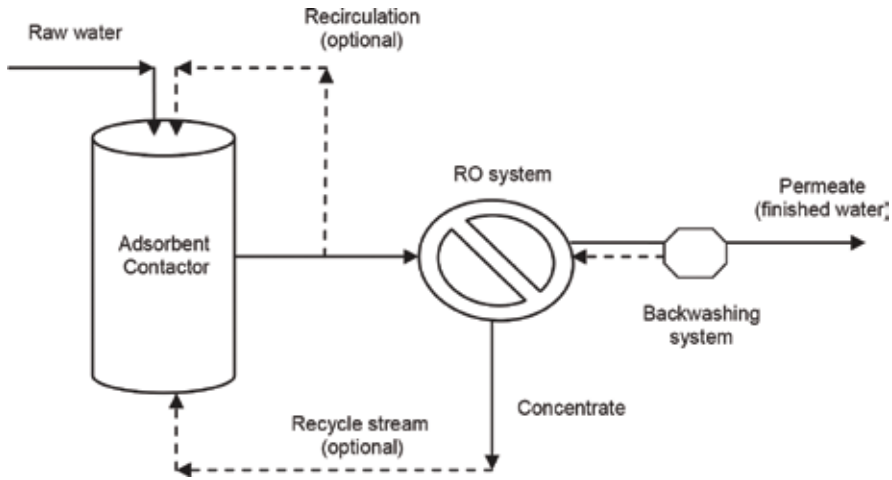 Raw water
Recirculation
(optional)
RO system
Permeate
(finished water)
Adsorbent
Contactor
Backwashing
system
Concentrate
Recycle stream
(optional)